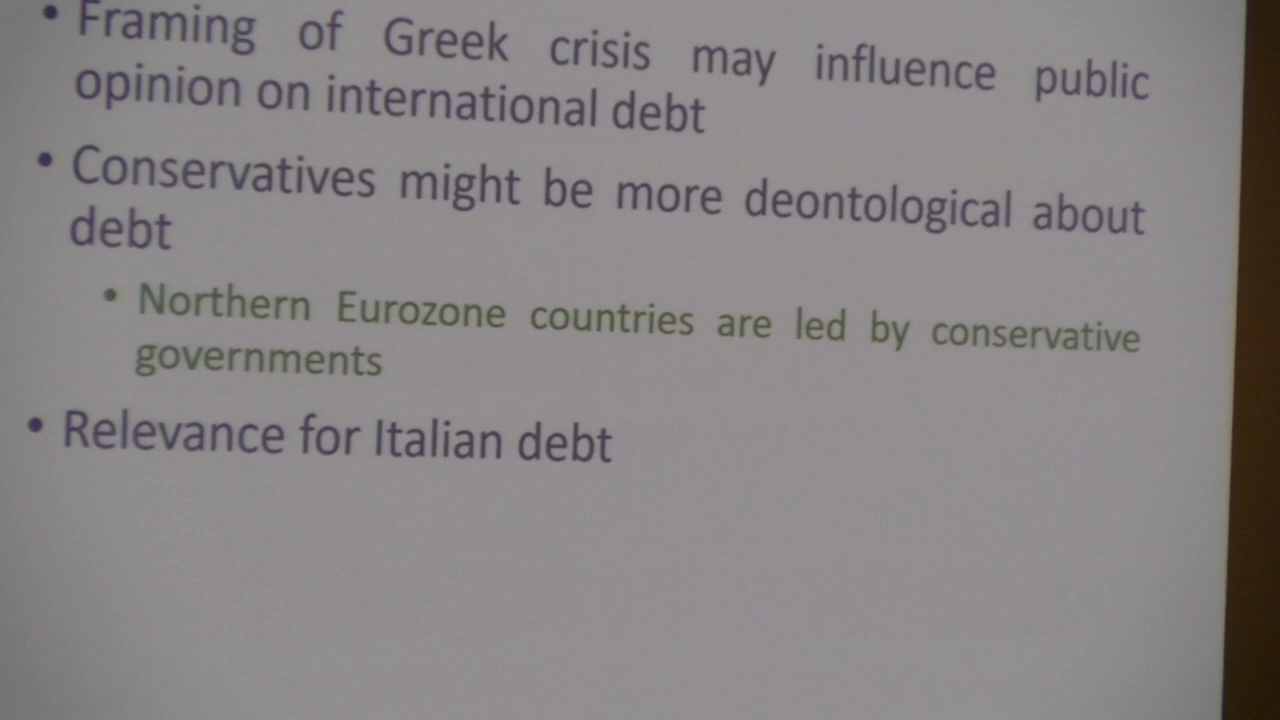 • Framing of Greek crisis may influence public
opinion on international debt
• Conservatives might be more deontological about
debt
• Northern Eurozone countries are led by conservative
governments
• Relevance for Italian debt